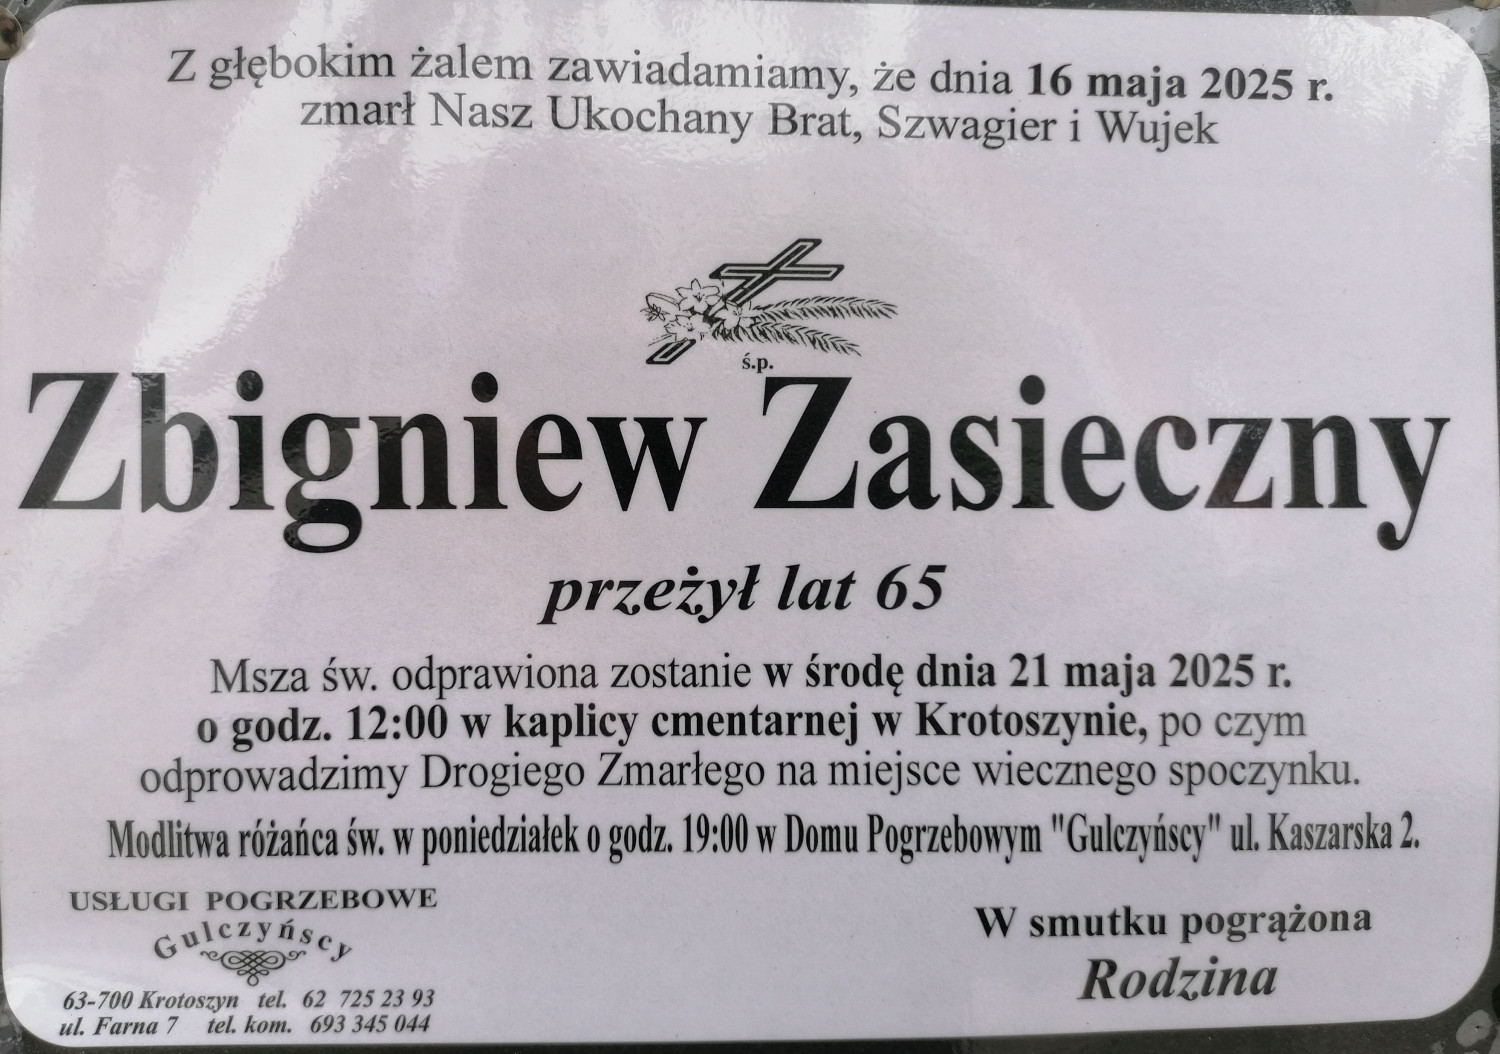 Z głębokim żalem zawiadamiamy, że dnia 16 maja 2025 r.
zmarł Nasz Ukochany Brat, Szwagier i Wujek
ś.p.
Zbigniew Zasieczny
przeżył lat 65
Msza św. odprawiona zostanie w środę dnia 21 maja 2025 r.
o godz. 12:00 w kaplicy cmentarnej w Krotoszynie, po czym
odprowadzimy Drogiego Zmarłego na miejsce wiecznego spoczynku.
Modlitwa różańca św. w poniedziałek o godz. 19:00 w Domu Pogrzebowym "Gulczyńscy" ul. Kaszarska 2.
USŁUGI POGRZEBOWE
Gulczyńscy
63-700 Krotoszyn tel. 62 725 23 93
ul. Farna 7 tel. kom. 693 345 044
W smutku pogrążona
Rodzina